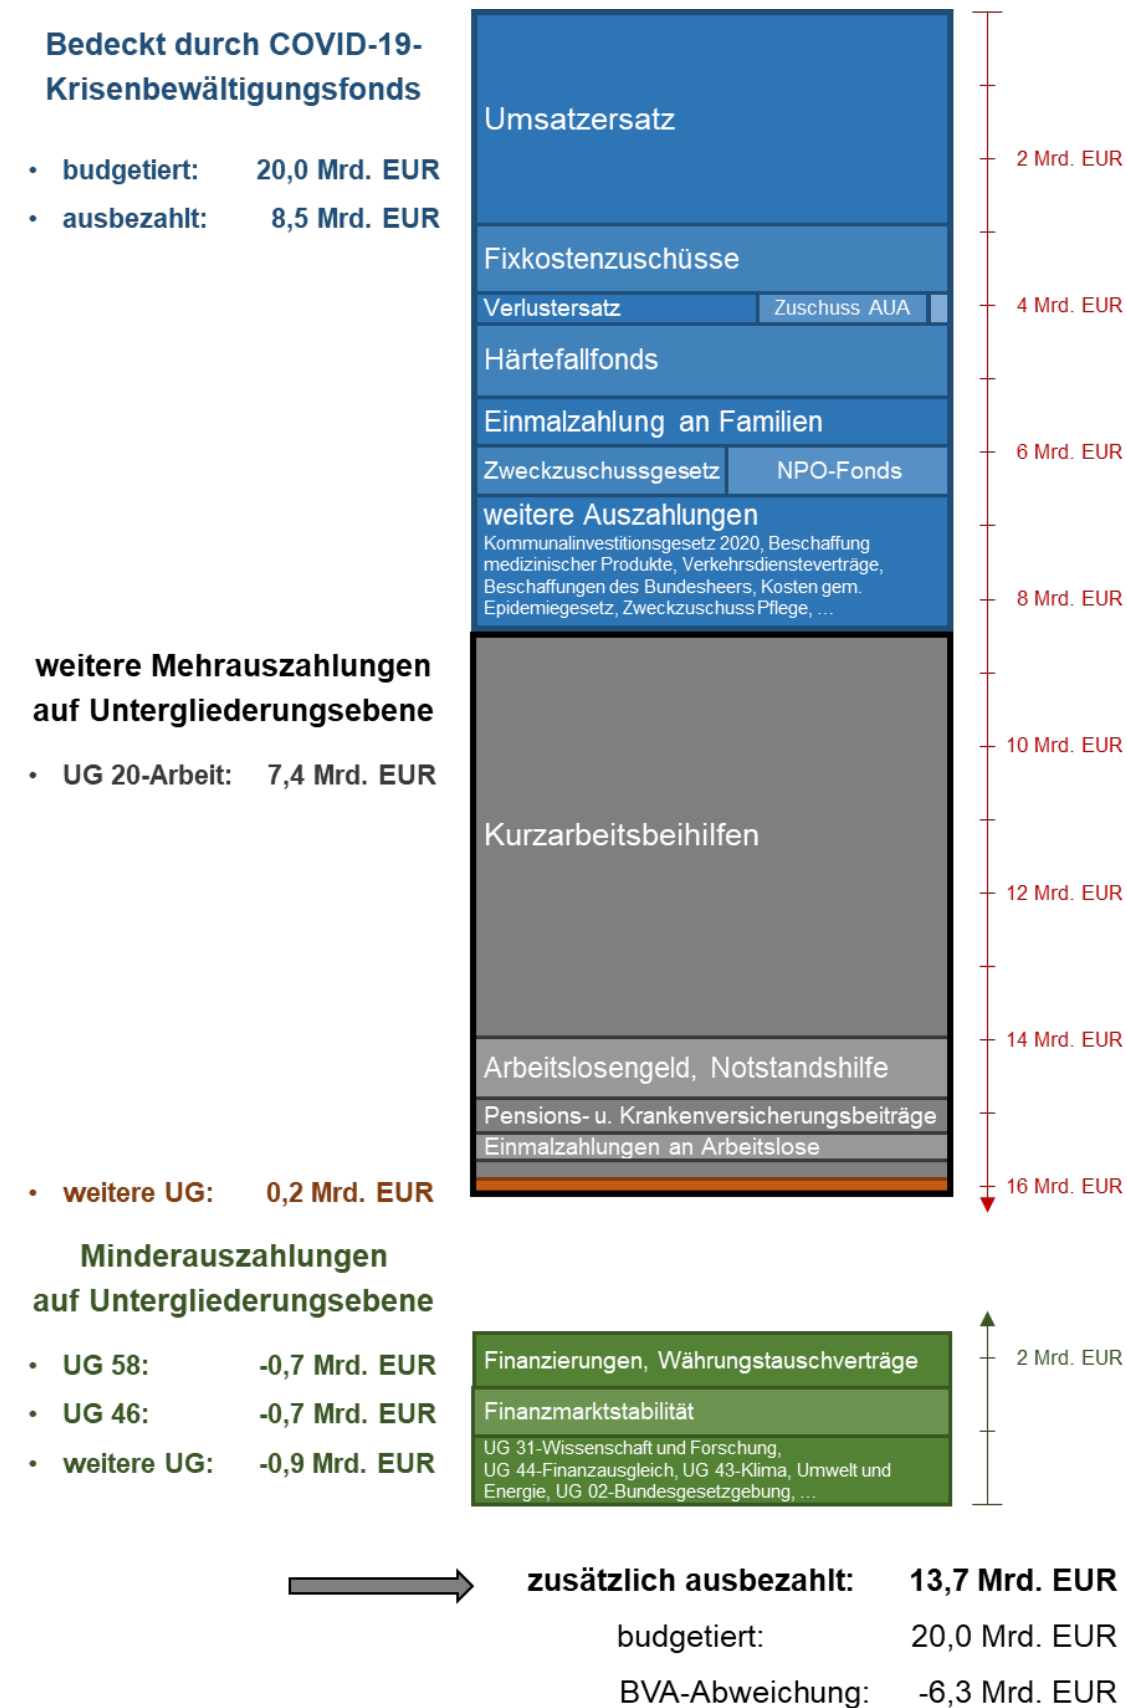 Bedeckt durch COVID-19-
Krisenbewältigungsfonds
• budgetiert: 20,0 Mrd. EUR
• ausbezahlt: 8,5 Mrd. EUR
Umsatzersatz
Fixkostenzuschüsse
Verlustersatz
Zuschuss AUA
Härtefallfonds
Einmalzahlung an Familien
Zweckzuschussgesetz
NPO-Fonds
weitere Auszahlungen
Kommunalinvestitionsgesetz 2020, Beschaffung
medizinischer Produkte, Verkehrsdiensteverträge,
Beschaffungen des Bundesheers, Kosten gem.
Epidemiegesetz, Zweckzuschuss Pflege, ...
2 Mrd. EUR
4 Mrd. EUR
6 Mrd. EUR
8 Mrd. EUR
10 Mrd. EUR
12 Mrd. EUR
14 Mrd. EUR
16 Mrd. EUR
weitere Mehrauszahlungen
auf Untergliederungsebene
• UG 20-Arbeit: 7,4 Mrd. EUR
Kurzarbeitsbeihilfen
Arbeitslosengeld, Notstandshilfe
Pensions- u. Krankenversicherungsbeiträge
Einmalzahlungen an Arbeitslose
• weitere UG: 0,2 Mrd. EUR
Minderauszahlungen
auf Untergliederungsebene
• UG 58: -0,7 Mrd. EUR
• UG 46: -0,7 Mrd. EUR
• weitere UG: -0,9 Mrd. EUR
Finanzierungen, Währungstauschverträge
Finanzmarktstabilität
UG 31-Wissenschaft und Forschung,
UG 44-Finanzausgleich, UG 43-Klima, Umwelt und
Energie, UG 02-Bundesgesetzgebung, ...
2 Mrd. EUR
zusätzlich ausbezahlt: 13,7 Mrd. EUR
budgetiert: 20,0 Mrd. EUR
BVA-Abweichung: -6,3 Mrd. EUR